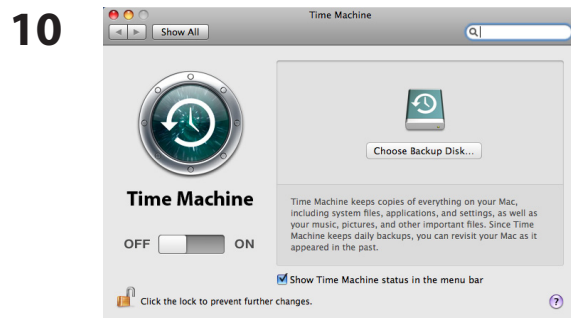 10
Time Machine
Show All
Choose Backup Disk...
Time Machine
Time Machine keeps copies of everything on your Mac,
including system files, applications, and settings, as well as
your music, pictures, and other important files. Since Time
Machine keeps daily backups, you can revisit your Mac as it
appeared in the past.
OFF ON
Show Time Machine status in the menu bar
Click the lock to prevent further changes.
?